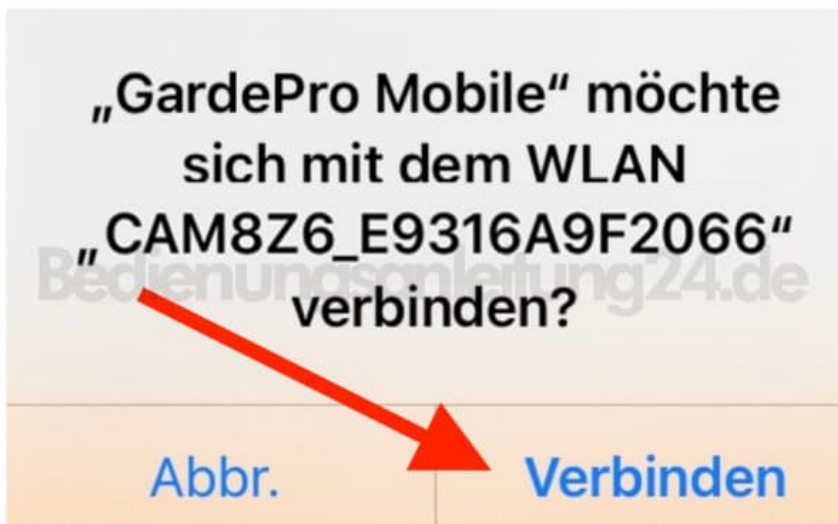 „GardePro Mobile“ möchte
sich mit dem WLAN
„CAM8Z6_E9316A9F2066“
Bedienungsanleitung24.de
verbinden?
Abbr.
Verbinden